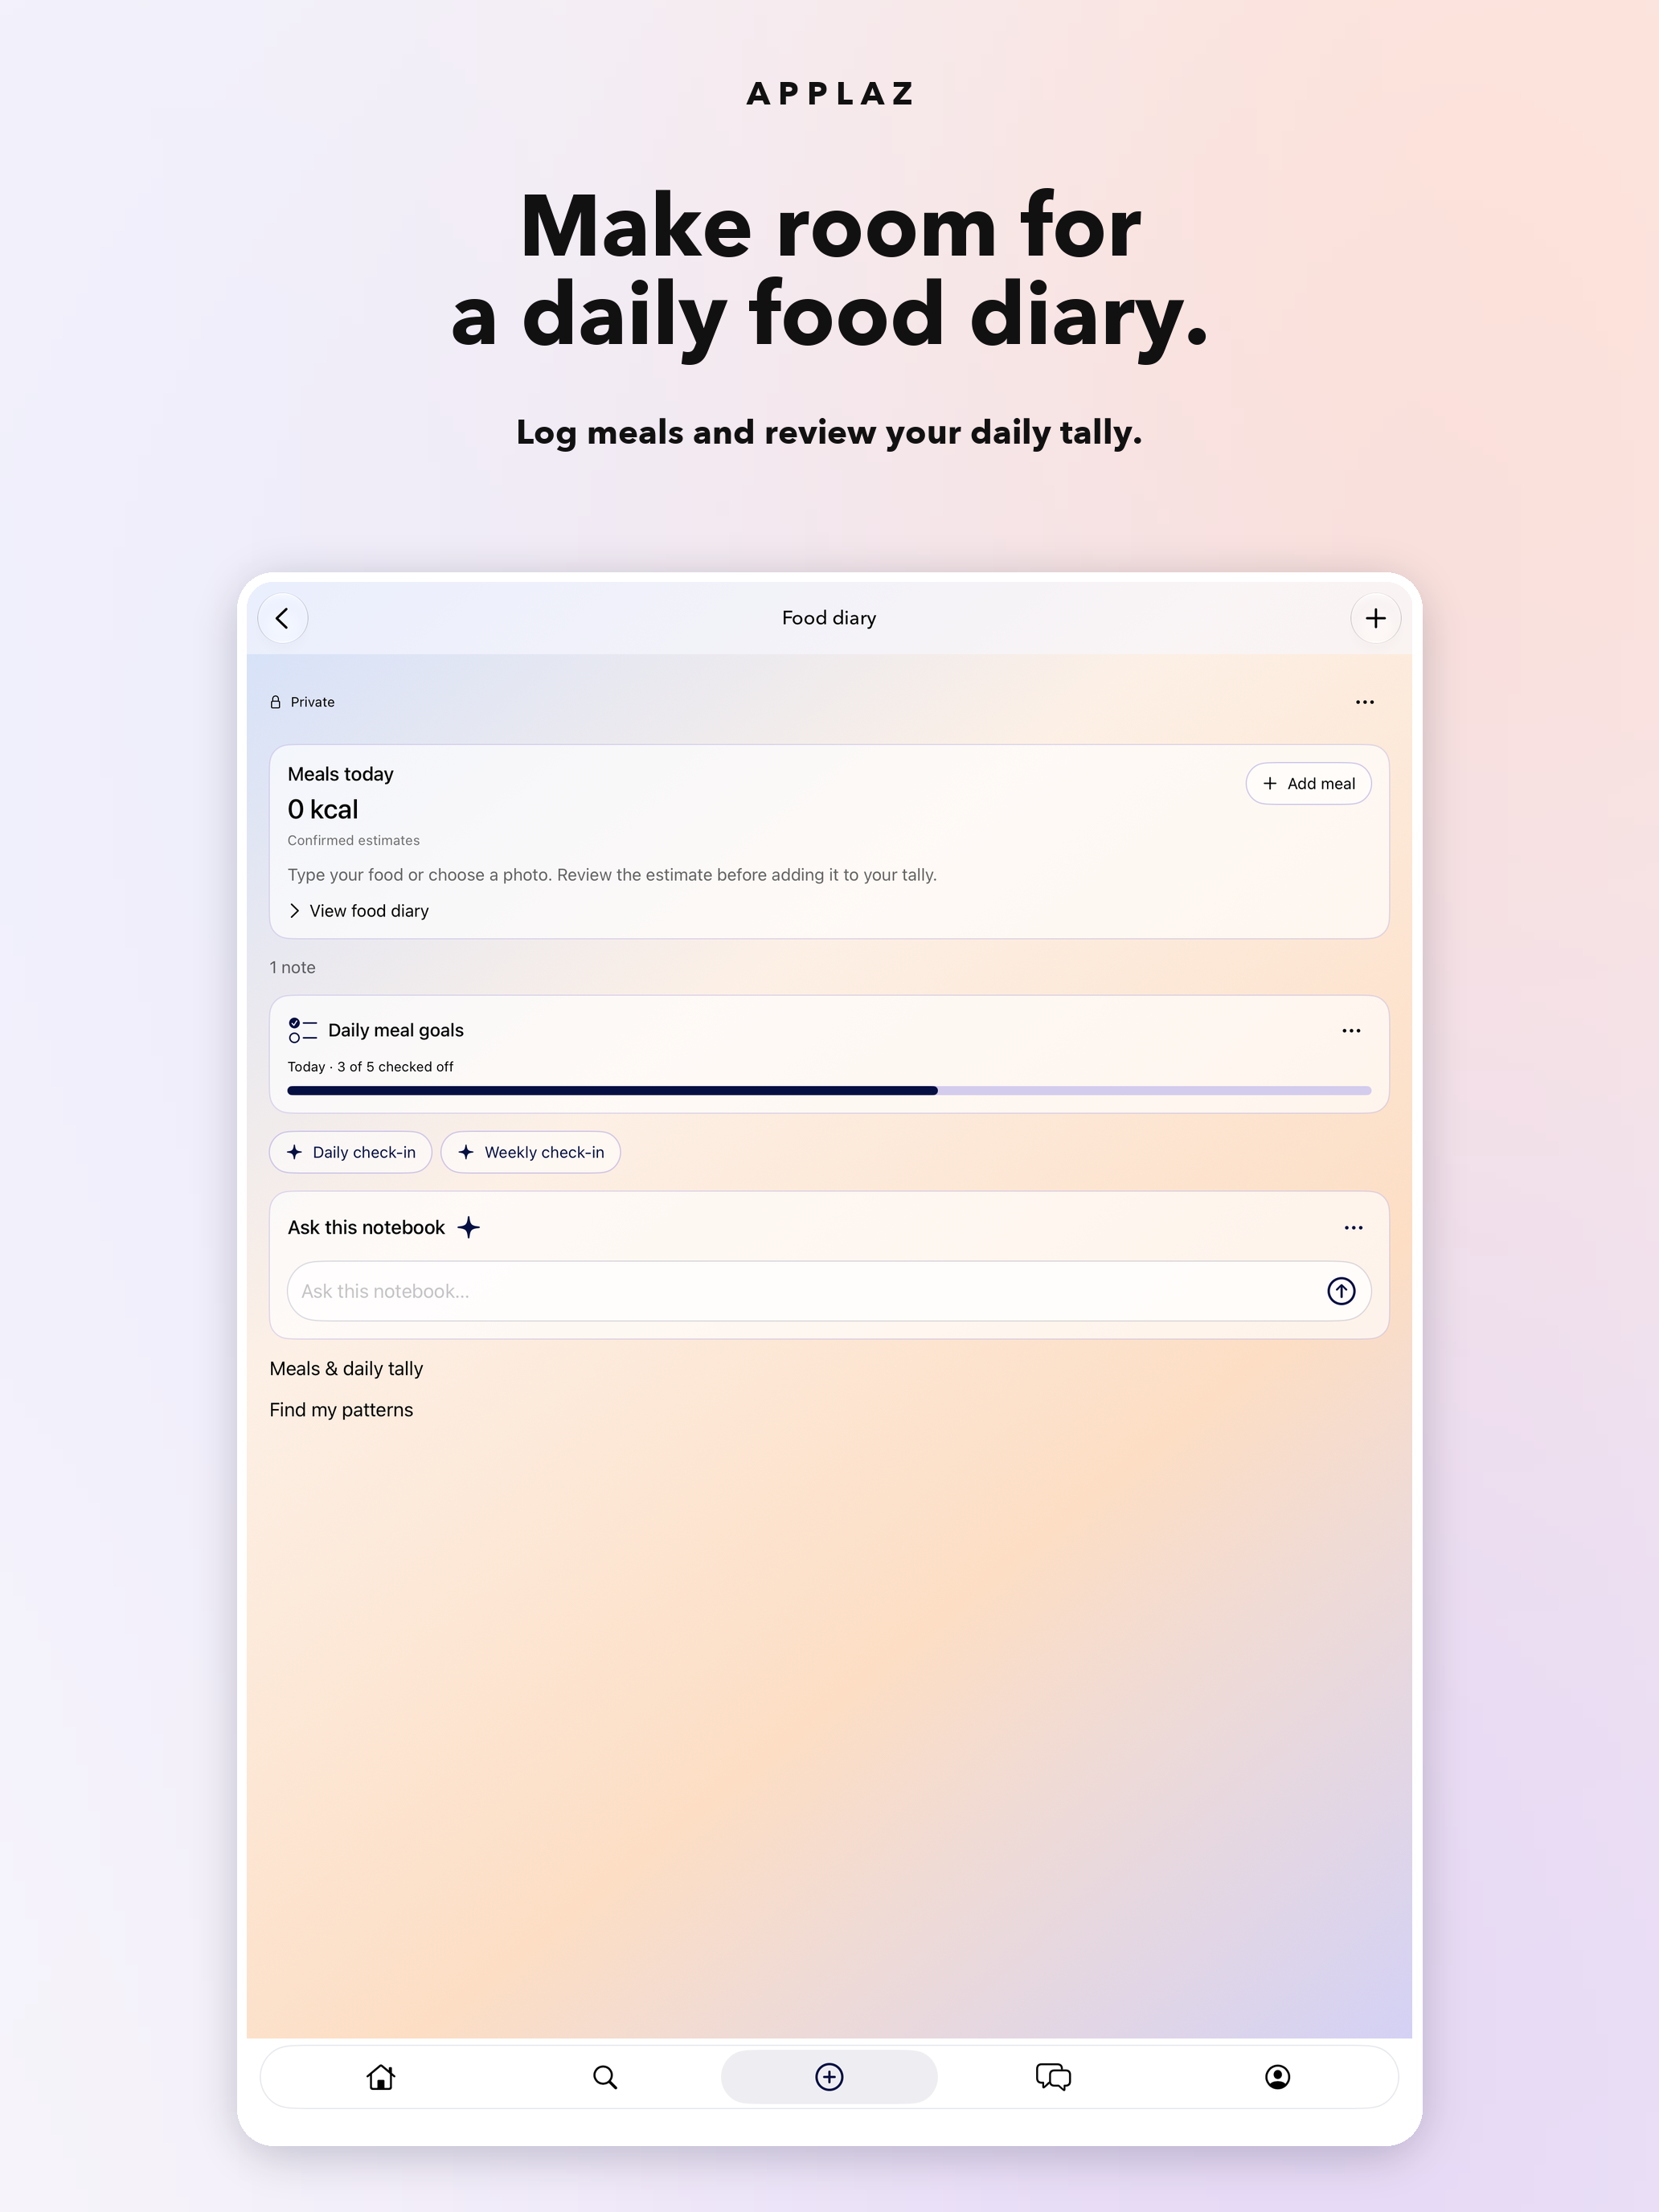 APPLAZ
Make room for
a daily food diary.
Log meals and review your daily tally.
Food diary
Private
Meals today
Add meal
0 kcal
Confirmed estimates
Type your food or choose a photo. Review the estimate before adding it to your tally.
View food diary
1 note
Daily meal goals
Today · 3 of 5 checked off
Daily check-in
Weekly check-in
Ask this notebook
Ask this notebook...
Meals & daily tally
Find my patterns